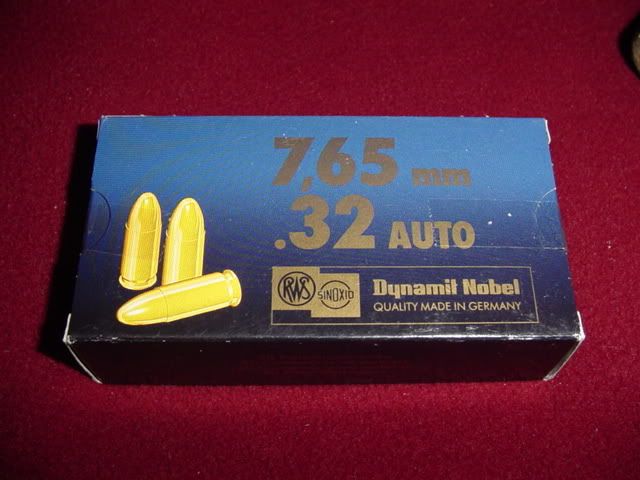 7,65 mm
.32 AUTO
RWS
SINOXID
Dynamit Nobel
QUALITY MADE IN GERMANY